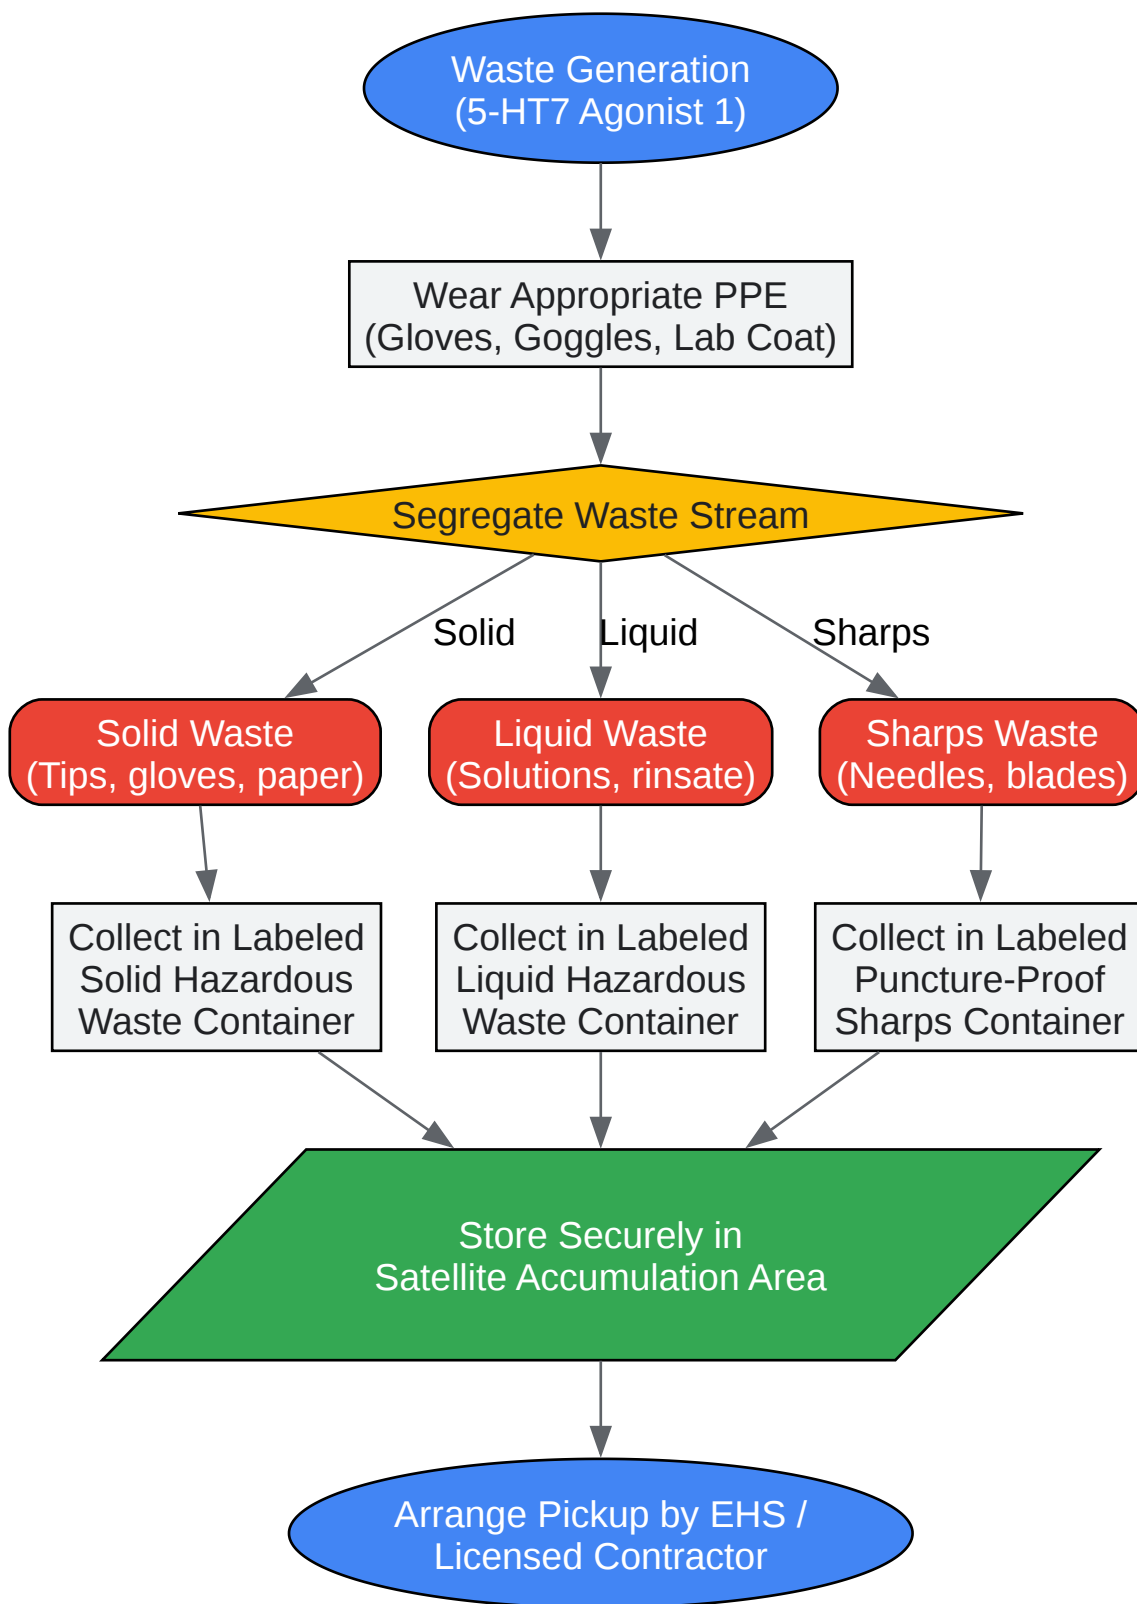 Waste Generation
(5-HT7 Agonist 1)
Wear Appropriate PPE
(Gloves, Goggles, Lab Coat)
Segregate Waste Stream
Solid
Liquid
Sharps
Solid Waste
(Tips, gloves, paper)
Liquid Waste
(Solutions, rinsate)
Sharps Waste
(Needles, blades)
Collect in Labeled
Solid Hazardous
Waste Container
Collect in Labeled
Liquid Hazardous
Waste Container
Collect in Labeled
Puncture-Proof
Sharps Container
Store Securely in
Satellite Accumulation Area
Arrange Pickup by EHS /
Licensed Contractor